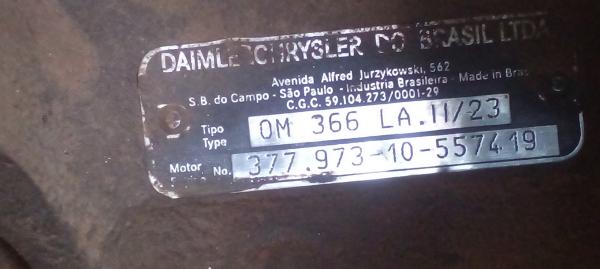 DAIMLERCHRYSLER DO BRASIL LTDA
Avenida Alfred Jurzykowski, 562
S.B. do Campo - São Paulo - Industria Brasileira - Made in Brasil
C.G.C. 59.104.273/0001-29
Tipo OM 366 LA.II/23
Type
Motor No. 377.973-10-557419